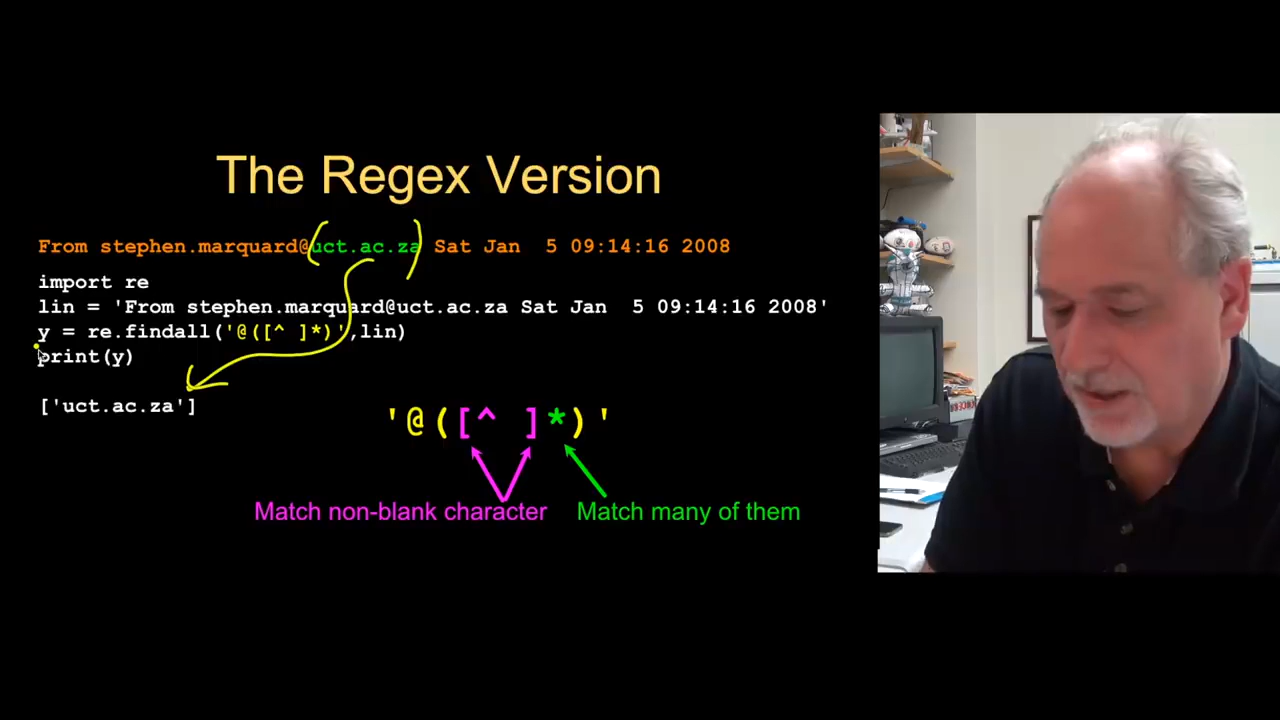 The Regex Version
From stephen.marquard@uct.ac.za Sat Jan  5 09:14:16 2008
import re
lin = 'From stephen.marquard@uct.ac.za Sat Jan  5 09:14:16 2008'
y = re.findall('@([^ ]*)',lin)
print(y)
['uct.ac.za']
'@([^ ]*)'
Match non-blank character
Match many of them